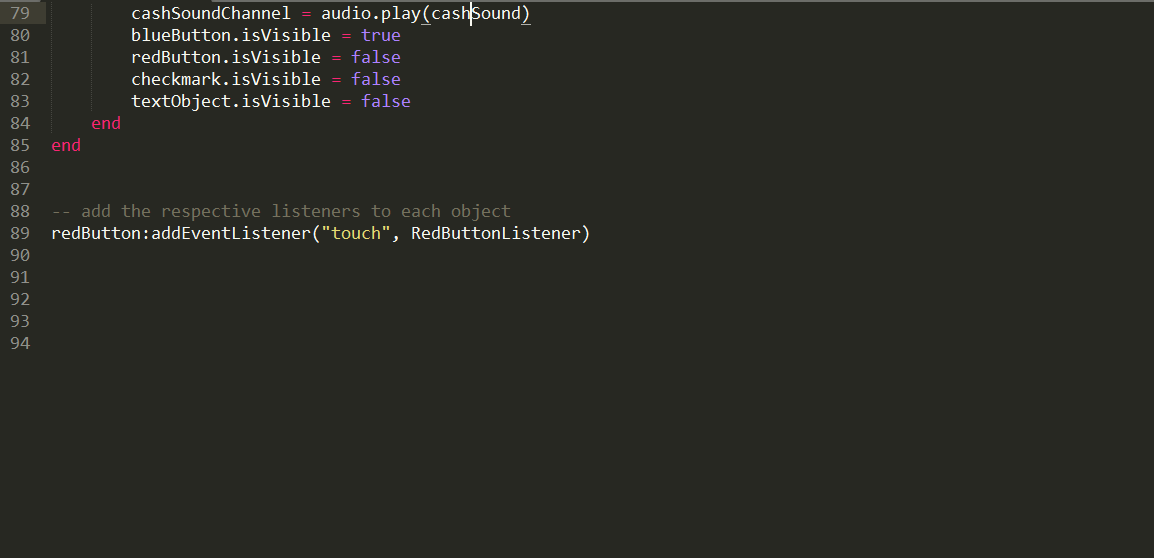 79 cashSoundChannel = audio.play(cashSound)
80 blueButton.isVisible = true
81 redButton.isVisible = false
82 checkmark.isVisible = false
83 textObject.isVisible = false
84 end
85 end
86
87
88 -- add the respective listeners to each object
89 redButton:addEventListener("touch", RedButtonListener)
90
91
92
93
94